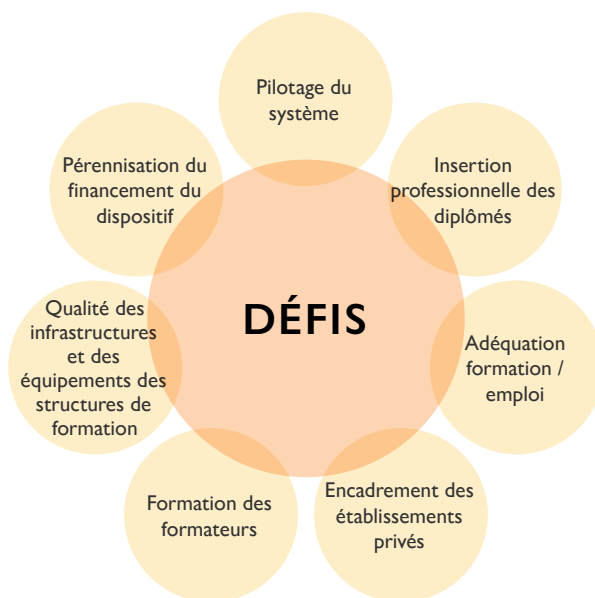 Pilotage du
système
Insertion
professionnelle des
diplômés
Adéquation
formation /
emploi
Encadrement des
établissements
privés
Formation des
formateurs
Qualité des
infrastructures
et des
équipements des
structures de
formation
Pérennisation du
financement du
dispositif
DÉFIS